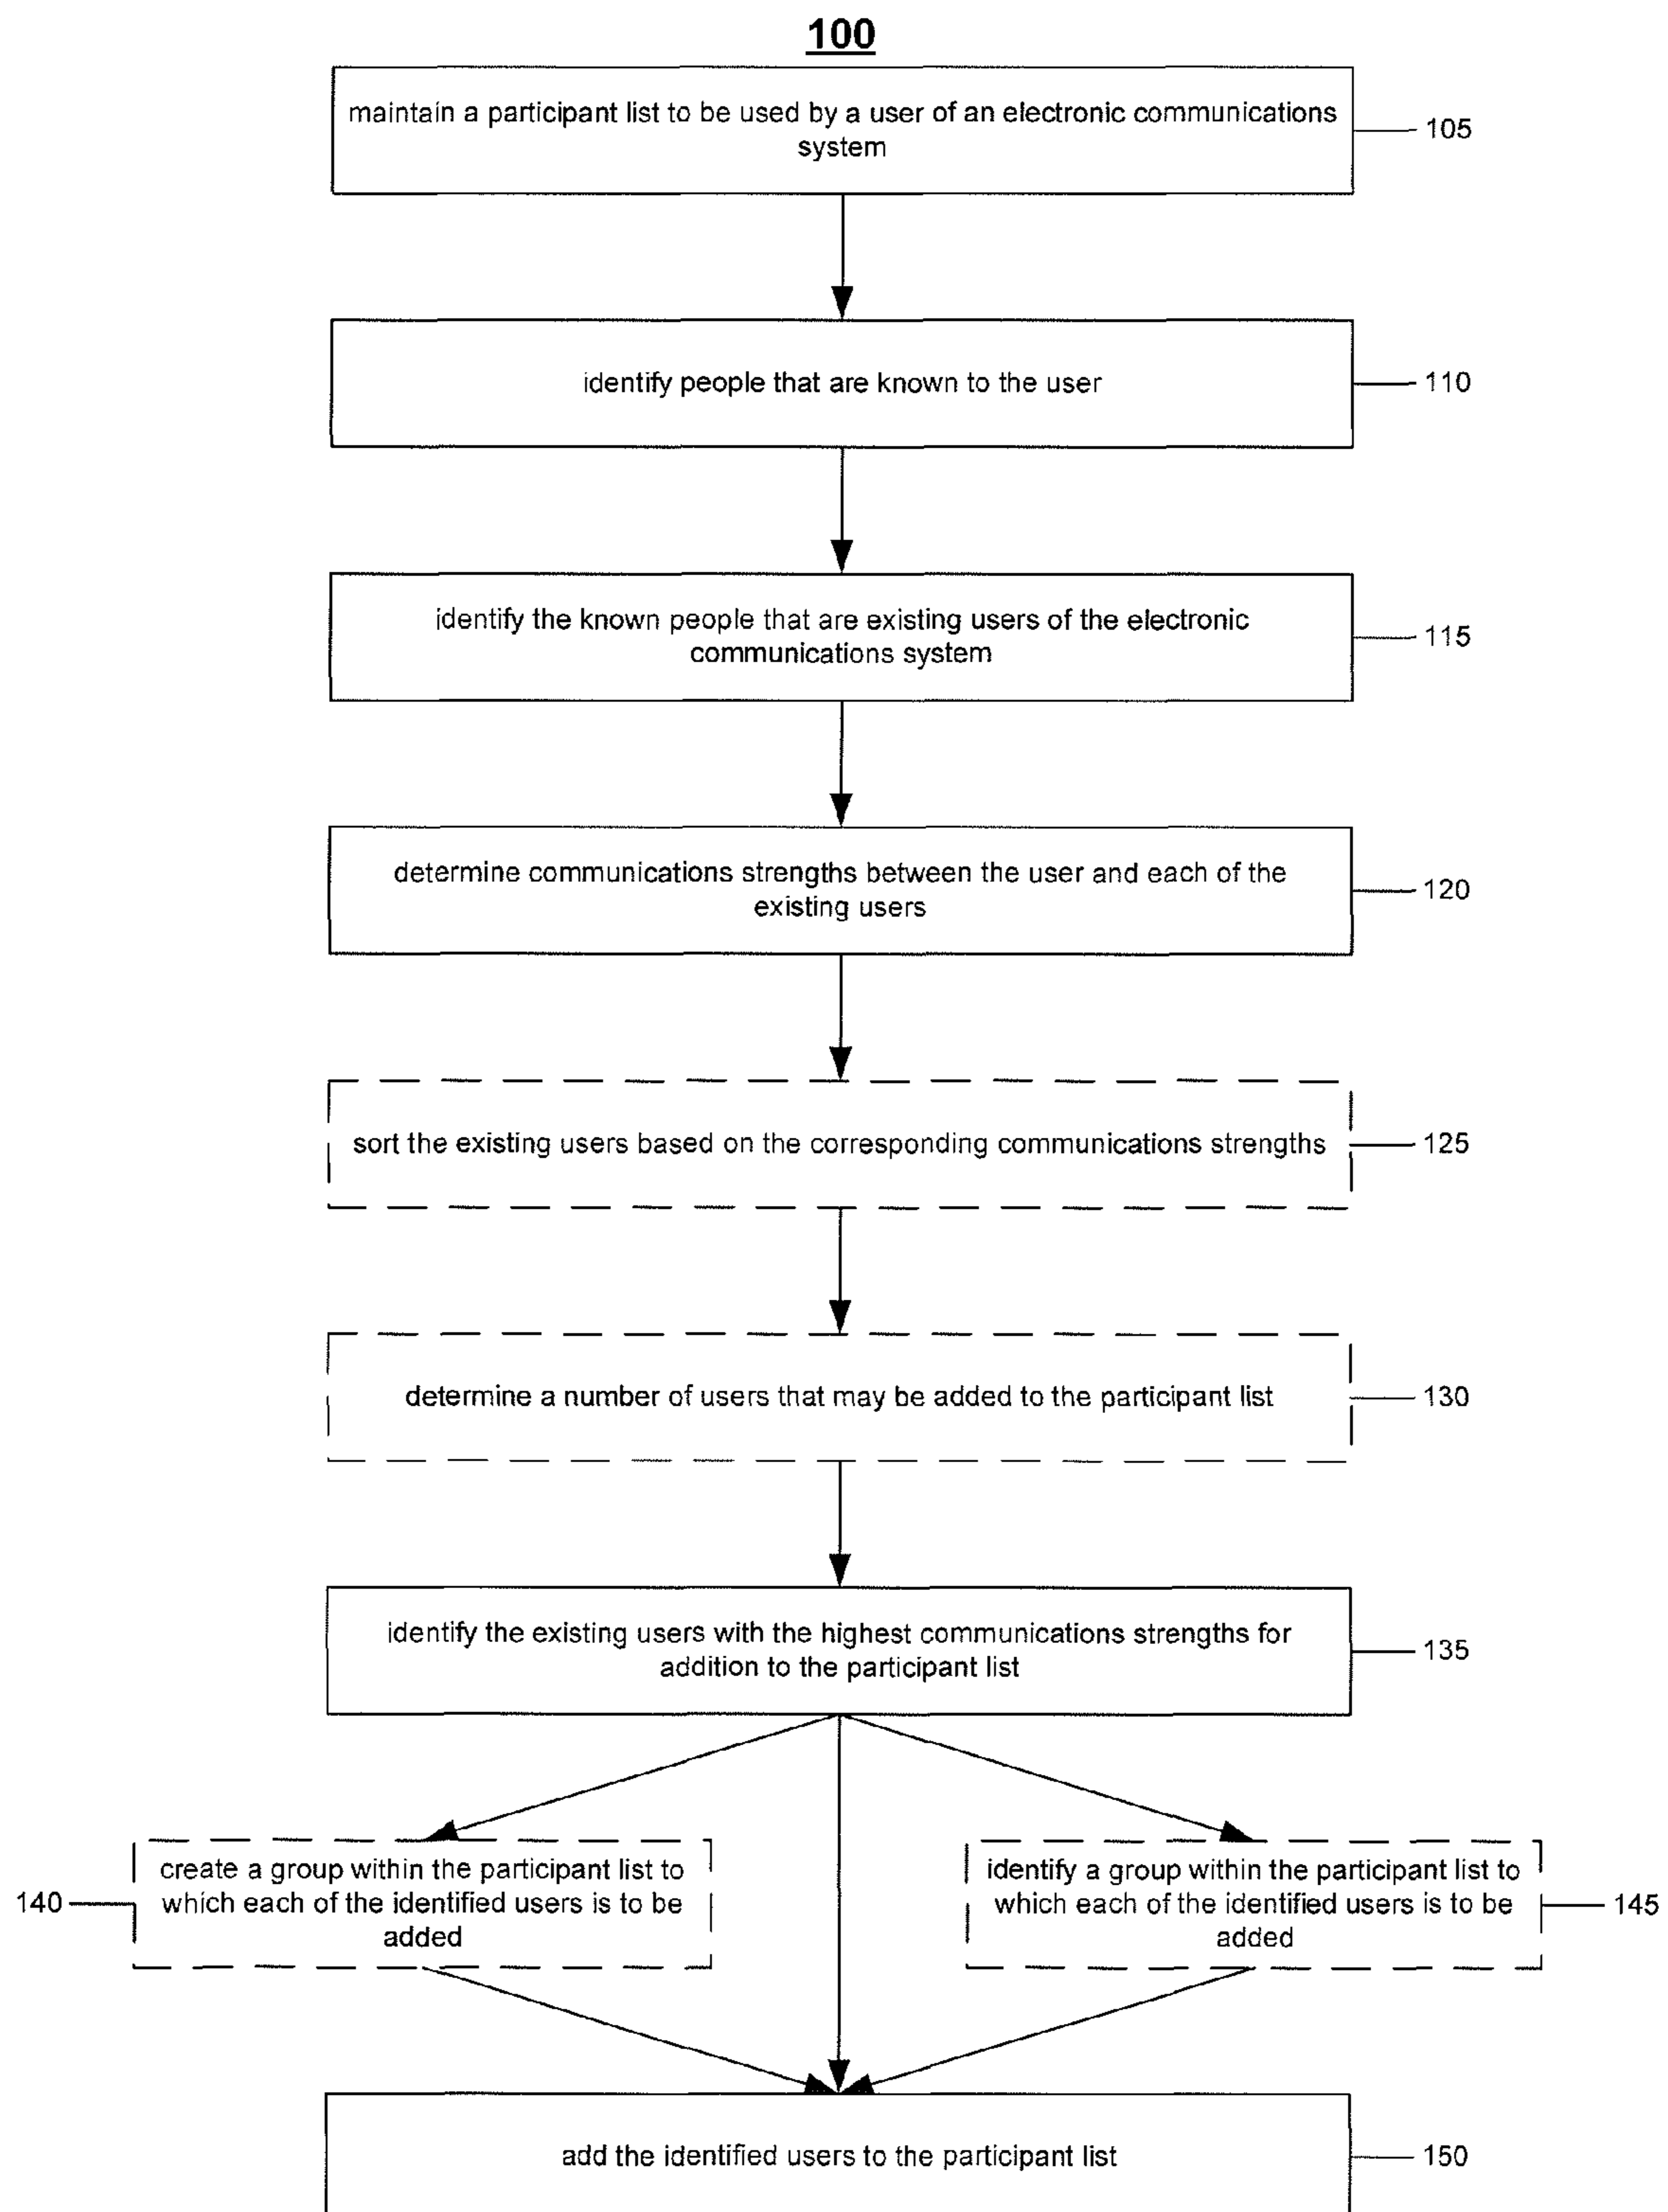 100
maintain a participant list to be used by a user of an electronic communications
system
105
identify people that are known to the user
110
identify the known people that are existing users of the electronic
communications system
115
determine communications strengths between the user and each of the
existing users
120
sort the existing users based on the corresponding communications strengths
125
determine a number of users that may be added to the participant list
130
identify the existing users with the highest communications strengths for
addition to the participant list
135
140
create a group within the participant list to
which each of the identified users is to be
added
identify a group within the participant list to
which each of the identified users is to be
added
145
add the identified users to the participant list
150